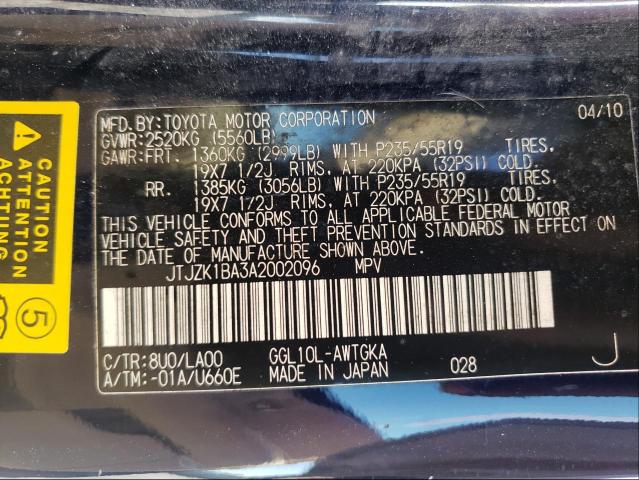 MFD.BY:TOYOTA MOTOR CORPORATION 04/10
GVWR:2520KG (5560LB)
GAWR:FRT. 1360KG (2999LB) WITH P235/55R19 TIRES,
19X7 1/2J RIMS, AT 220KPA (32PSI) COLD.
RR. 1385KG (3056LB) WITH P235/55R19 TIRES,
19X7 1/2J RIMS, AT 220KPA (32PSI) COLD.
THIS VEHICLE CONFORMS TO ALL APPLICABLE FEDERAL MOTOR
VEHICLE SAFETY AND THEFT PREVENTION STANDARDS IN EFFECT ON
THE DATE OF MANUFACTURE SHOWN ABOVE.
JTJZK1BA3A2002096 MPV
C/TR:8U0/LA00 GGL10L-AWTGKA
A/TM:-01A/U660E MADE IN JAPAN 028 J
CAUTION
ATTENTION
ACHTUNG
5